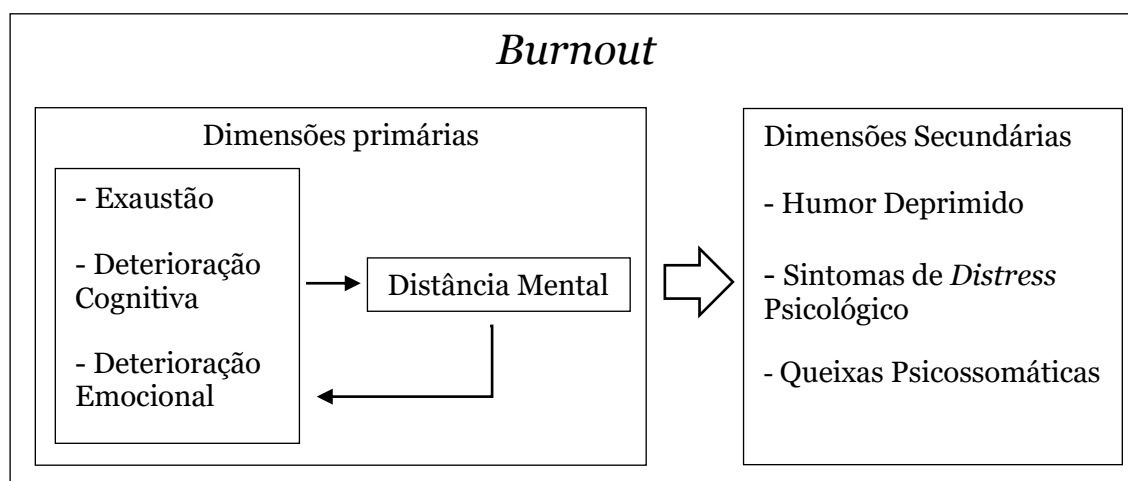 Burnout
Dimensões primárias
- Exaustão
- Deterioração
Cognitiva
- Deterioração
Emocional
Distância Mental
Dimensões Secundárias
- Humor Deprimido
- Sintomas de Distress
Psicológico
- Queixas Psicossomáticas